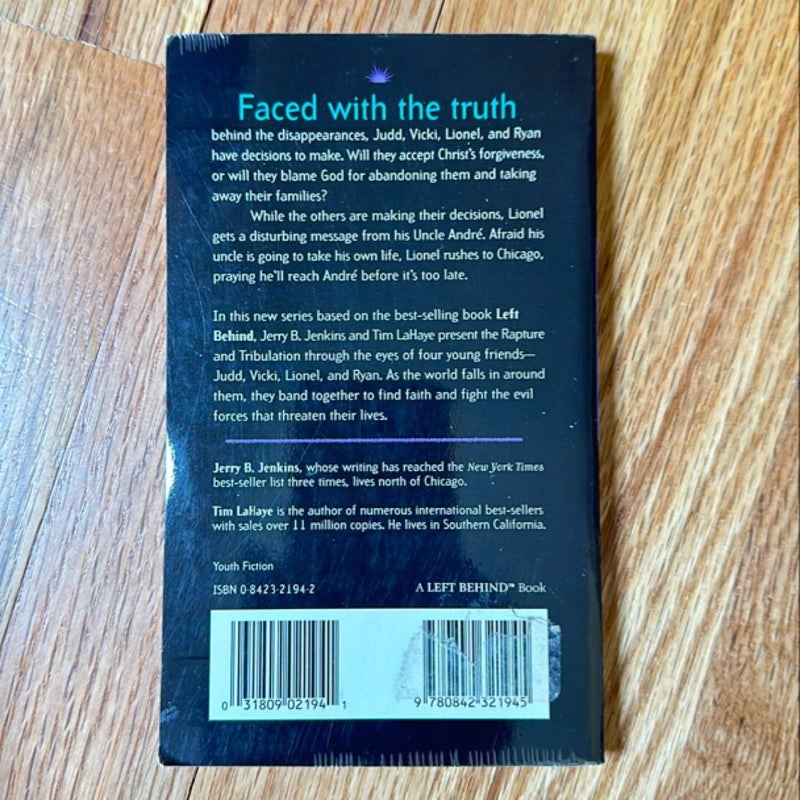 Faced with the truth
behind the disappearances, Judd, Vicki, Lionel, and Ryan
have decisions to make. Will they accept Christ's forgiveness,
or will they blame God for abandoning them and taking
away their families?
While the others are making their decisions, Lionel
gets a disturbing message from his Uncle André. Afraid his
uncle is going to take his own life, Lionel rushes to Chicago,
praying he'll reach André before it's too late.
In this new series based on the best-selling book Left
Behind, Jerry B. Jenkins and Tim LaHaye present the Rapture
and Tribulation through the eyes of four young friends—
Judd, Vicki, Lionel, and Ryan. As the world falls in around
them, they band together to find faith and fight the evil
forces that threaten their lives.
Jerry B. Jenkins, whose writing has reached the New York Times
best-seller list three times, lives north of Chicago.
Tim LaHaye is the author of numerous international best-sellers
with sales over 11 million copies. He lives in Southern California.
Youth Fiction
ISBN 0-8423-2194-2 A LEFT BEHIND™ Book
0 31809 02194 1 9 780842 321945